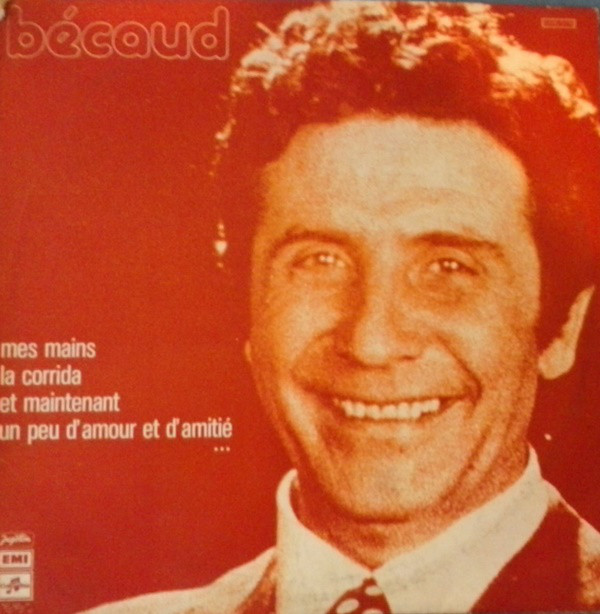 bécaud
mes mains
la corrida
et maintenant
un peu d'amour et d'amitié
...
EMI